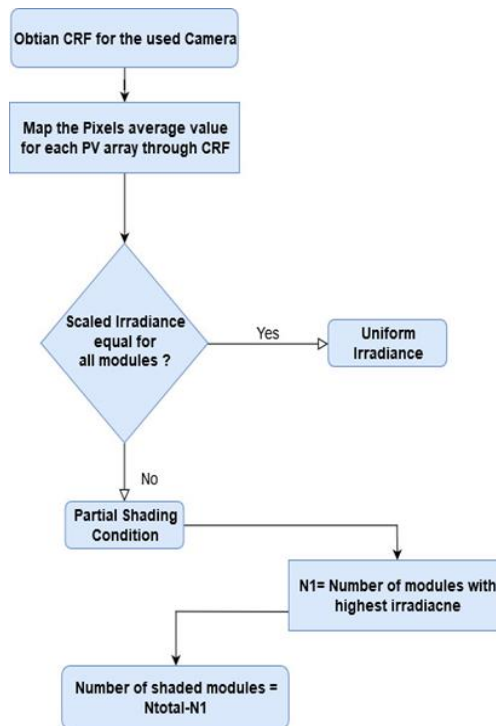 Obtian CRF for the used Camera
Map the Pixels average value
for each PV array through CRF
Scaled Irradiance
equal for
all modules ?
Yes
Uniform
Irradiance
No
Partial Shading
Condition
N1= Number of modules with
highest irradiacne
Number of shaded modules =
Ntotal-N1